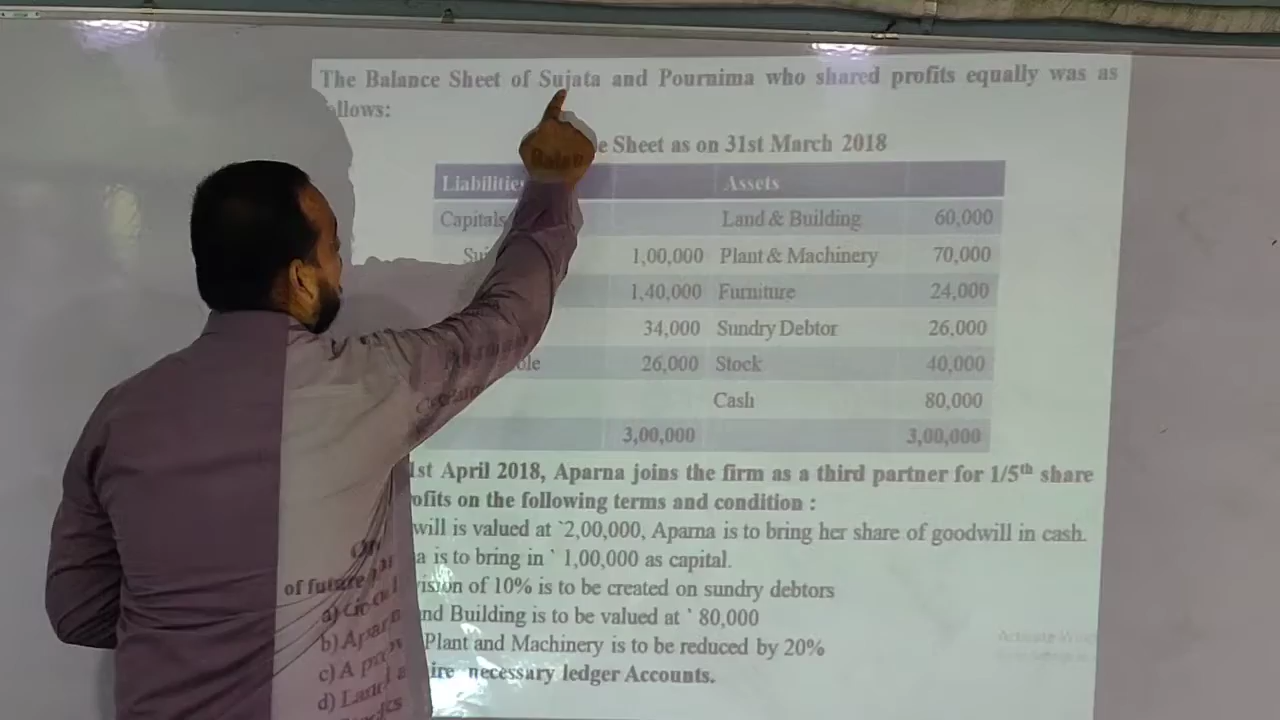 The Balance Sheet of Sujata and Pournima who shared profits equally was as
llows:
e Sheet as on 31st March 2018
Liabilitie Assets
Capitals Land & Building 60,000
Su 1,00,000 Plant & Machinery 70,000
1,40,000 Furniture 24,000
34,000 Sundry Debtor 26,000
ble 26,000 Stock 40,000
Cash 80,000
3,00,000 3,00,000
On 1st April 2018, Aparna joins the firm as a third partner for 1/5th share
of future ofits on the following terms and condition :
a) will is valued at `2,00,000, Aparna is to bring her share of goodwill in cash.
b) Apar a is to bring in ` 1,00,000 as capital.
c) A p ision of 10% is to be created on sundry debtors
d) Land nd Building is to be valued at ` 80,000
Plant and Machinery is to be reduced by 20%
ire necessary ledger Accounts.